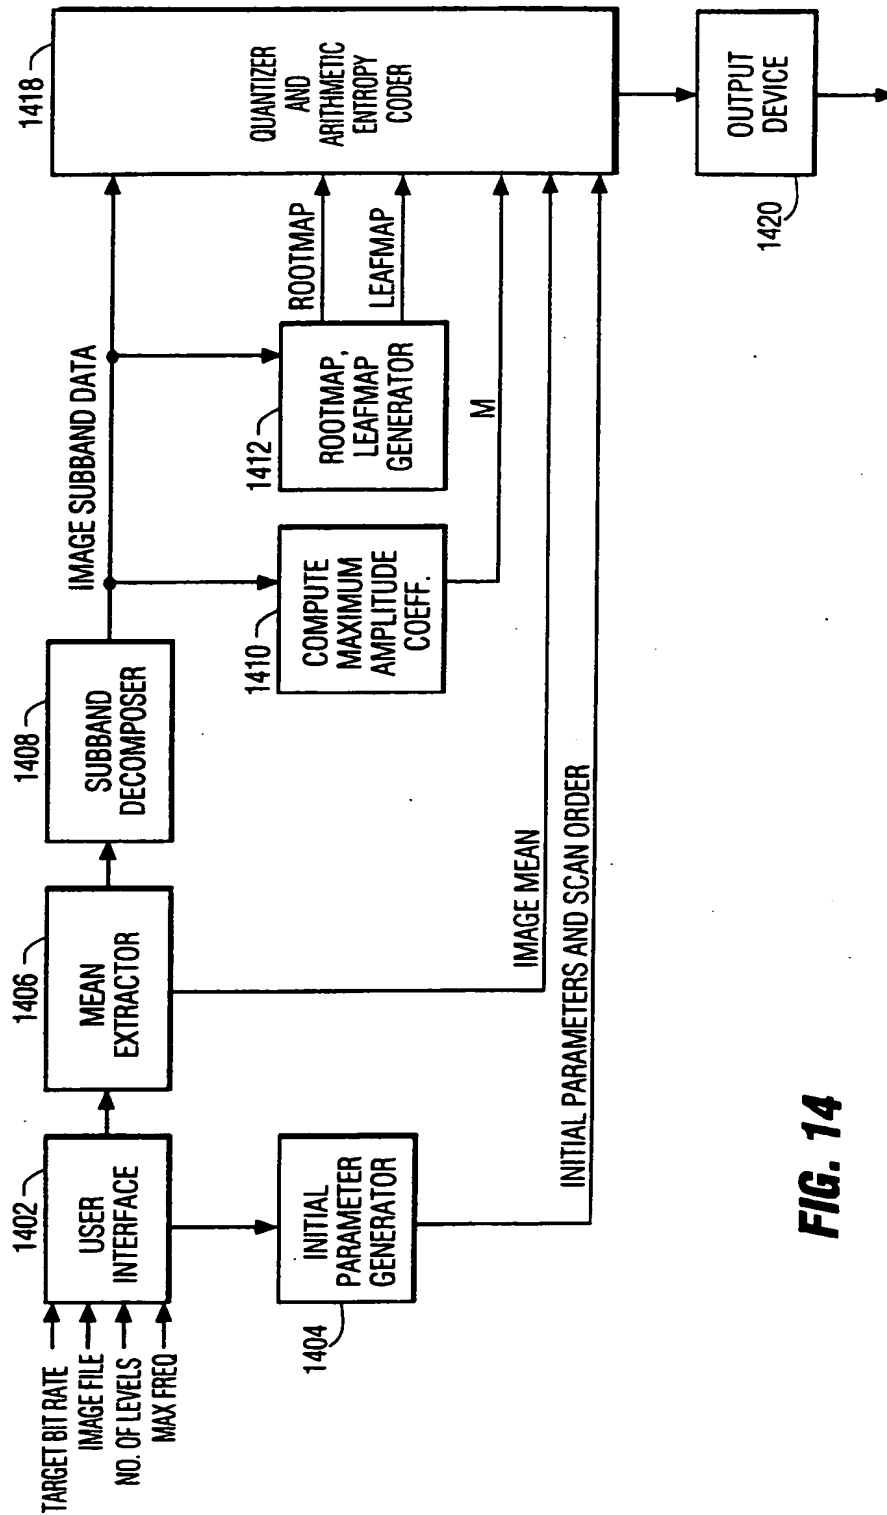 TARGET BIT RATE
IMAGE FILE
NO. OF LEVELS
MAX FREQ
1402
USER
INTERFACE
1404
INITIAL
PARAMETER
GENERATOR
1406
MEAN
EXTRACTOR
1408
SUBBAND
DECOMPOSER
IMAGE SUBBAND DATA
1410
COMPUTE
MAXIMUM
AMPLITUDE
COEFF.
1412
ROOTMAP,
LEAFMAP
GENERATOR
ROOTMAP
LEAFMAP
M
IMAGE MEAN
INITIAL PARAMETERS AND SCAN ORDER
1418
QUANTIZER
AND
ARITHMETIC
ENTROPY
CODER
1420
OUTPUT
DEVICE
FIG. 14